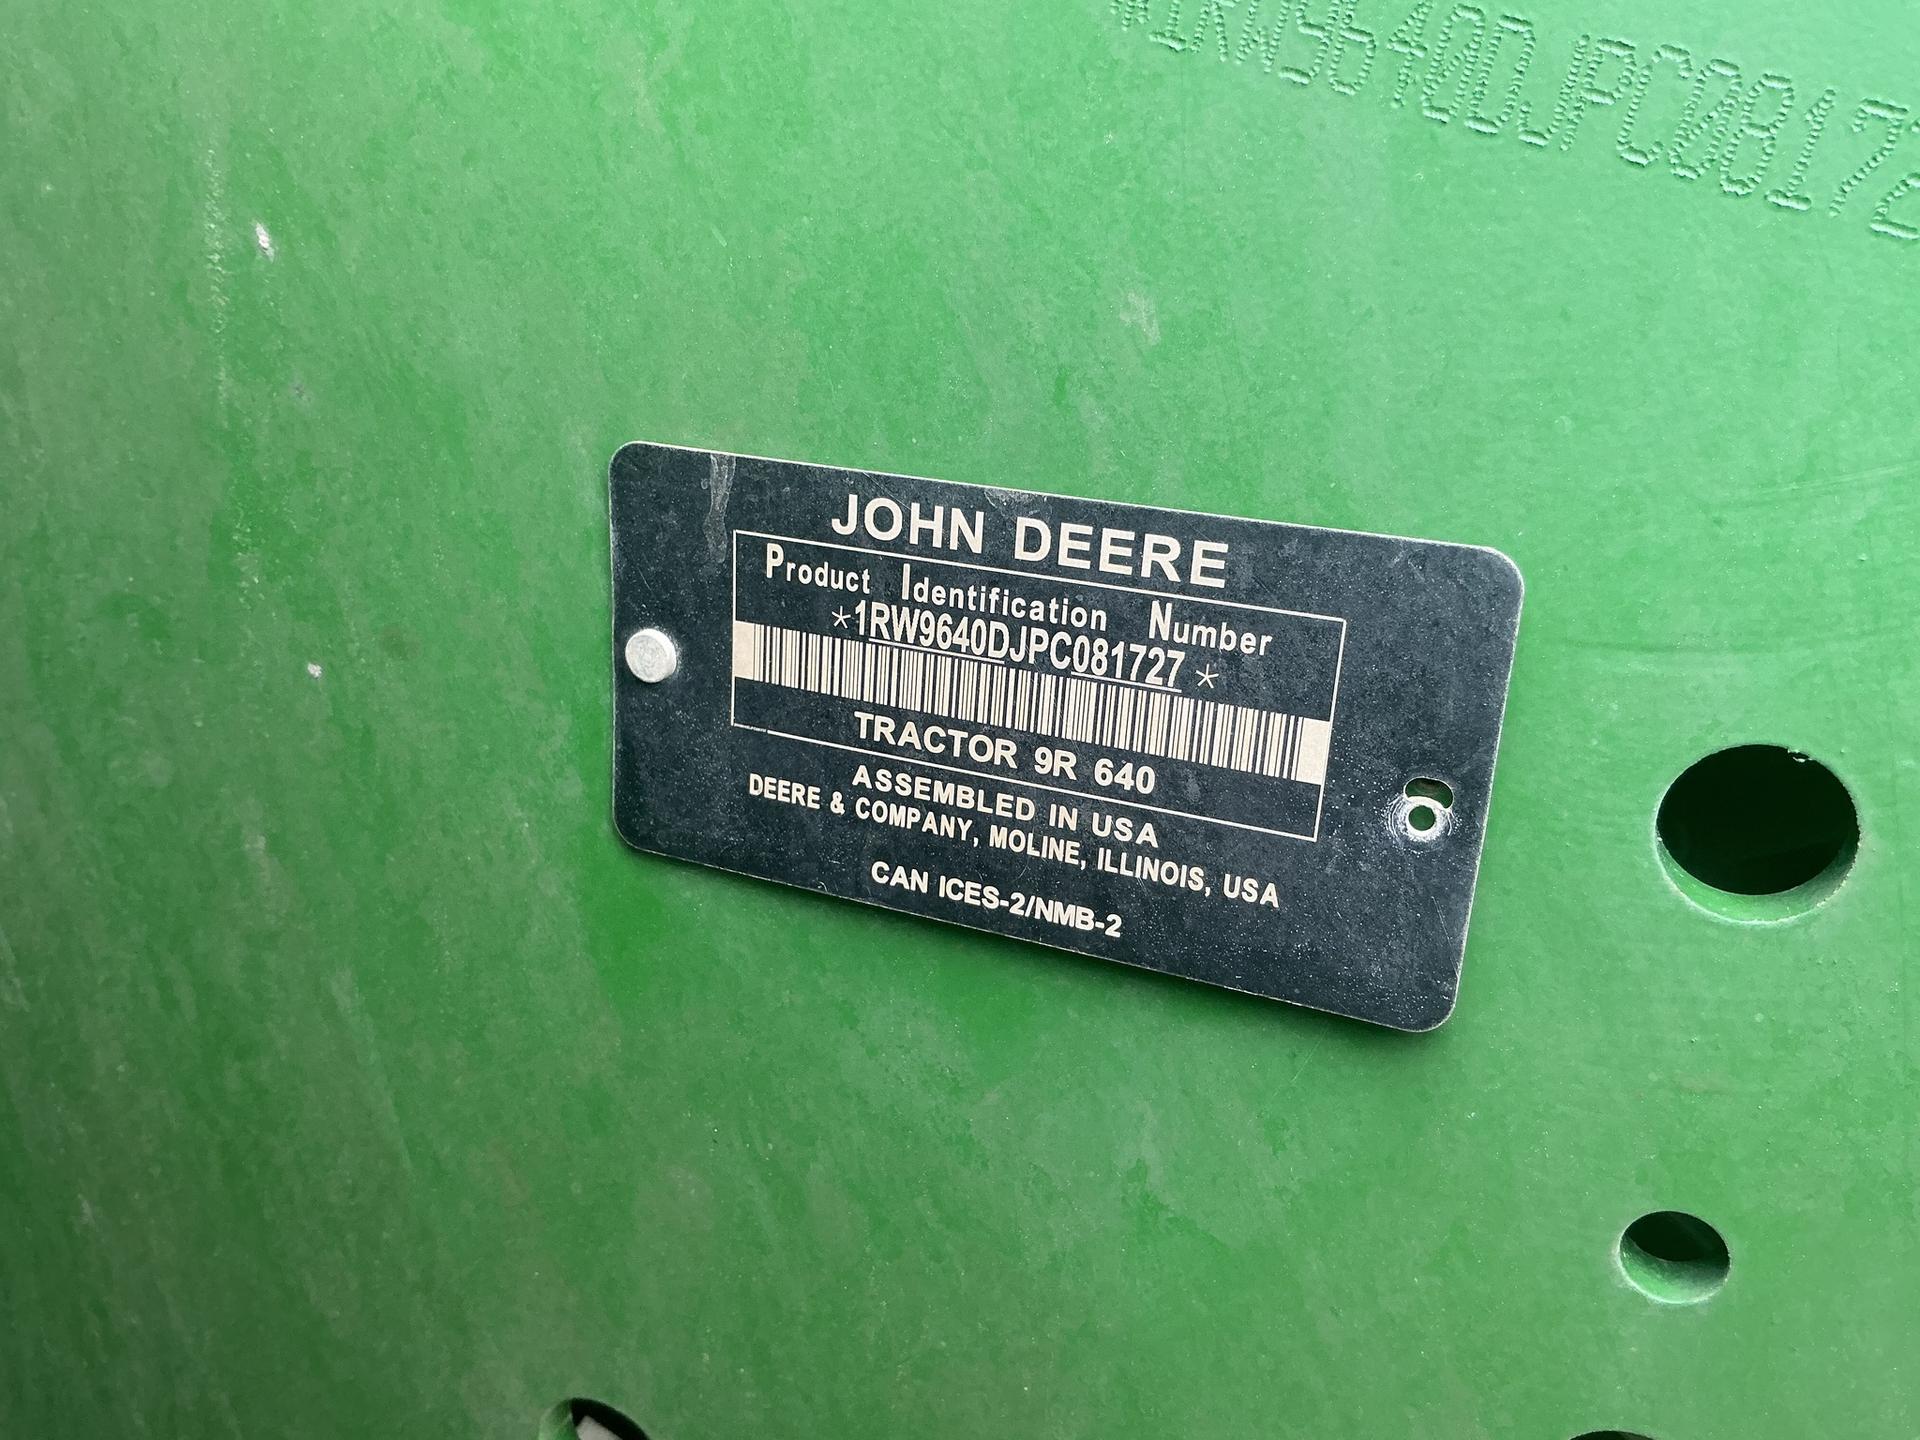 *1RW9640DJPC08172
JOHN DEERE
Product Identification Number
*1RW9640DJPC081727*
TRACTOR 9R 640
ASSEMBLED IN USA
DEERE & COMPANY, MOLINE, ILLINOIS, USA
CAN ICES-2/NMB-2